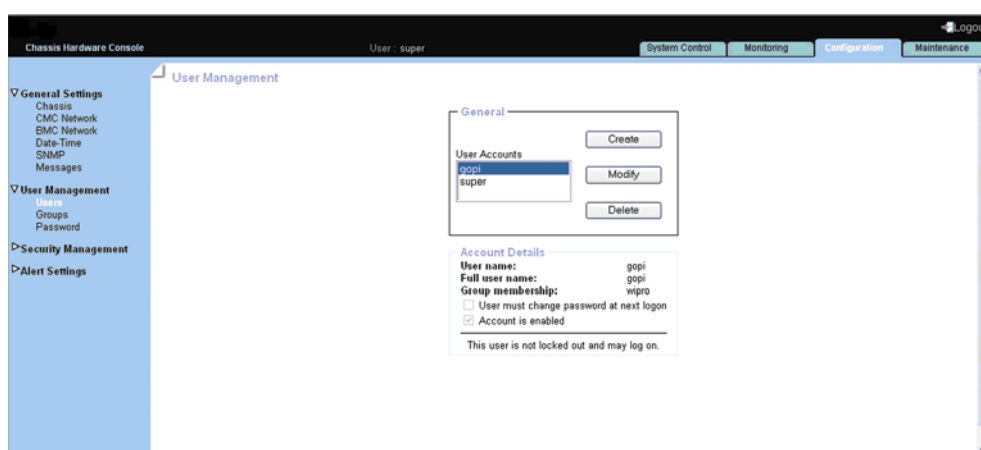 Logou
Chassis Hardware Console
User : super
System Control
Monitoring
Configuration
Maintenance
General Settings
Chassis
CMC Network
BMC Network
Date-Time
SNMP
Messages
User Management
Users
Groups
Password
Security Management
Alert Settings
User Management
General
User Accounts
gopi
super
Create
Modify
Delete
Account Details
User name: gopi
Full user name: gopi
Group membership: wipro
User must change password at next logon
Account is enabled
This user is not locked out and may log on.